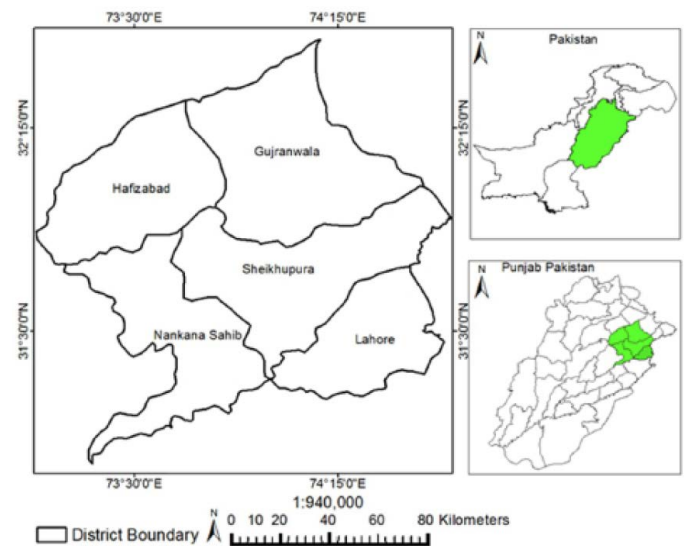 73°30'0"E 74°15'0"E
N
Pakistan
32°15'0"N
32°15'0"N
Gujranwala
Hafizabad
Sheikhupura
N
Punjab Pakistan
31°30'0"N
31°30'0"N
Nankana Sahib
Lahore
73°30'0"E 74°15'0"E
1:940,000
District Boundary
N
0 10 20 40 60 80 Kilometers